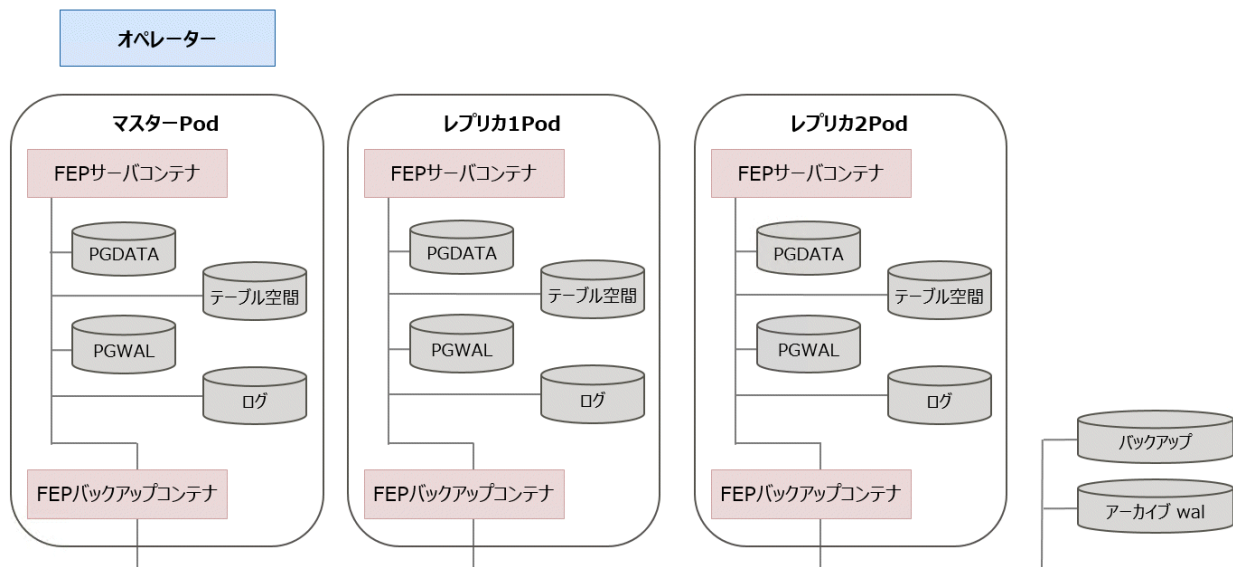 オペレーター
マスターPod
FEPサーバコンテナ
PGDATA
テーブル空間
PGWAL
ログ
FEPバックアップコンテナ
レプリカ1Pod
FEPサーバコンテナ
PGDATA
テーブル空間
PGWAL
ログ
FEPバックアップコンテナ
レプリカ2Pod
FEPサーバコンテナ
PGDATA
テーブル空間
PGWAL
ログ
FEPバックアップコンテナ
バックアップ
アーカイブ wal